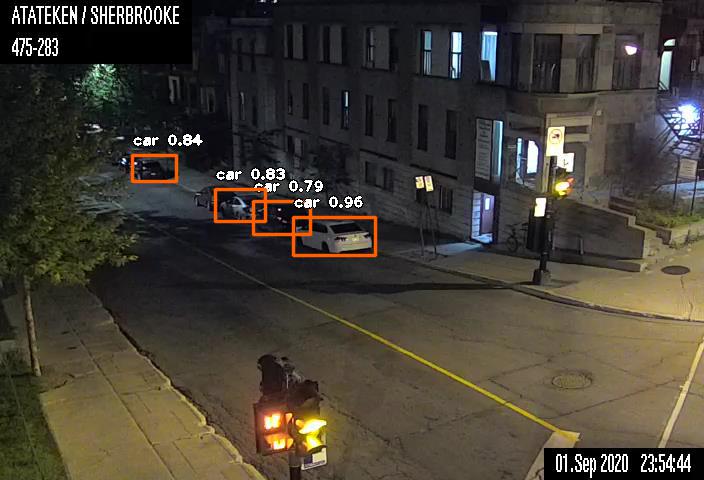 ATATEKEN / SHERBROOKE
475-283
car 0.84
car 0.83
car 0.79
car 0.96
01.Sep 2020 23:54:44